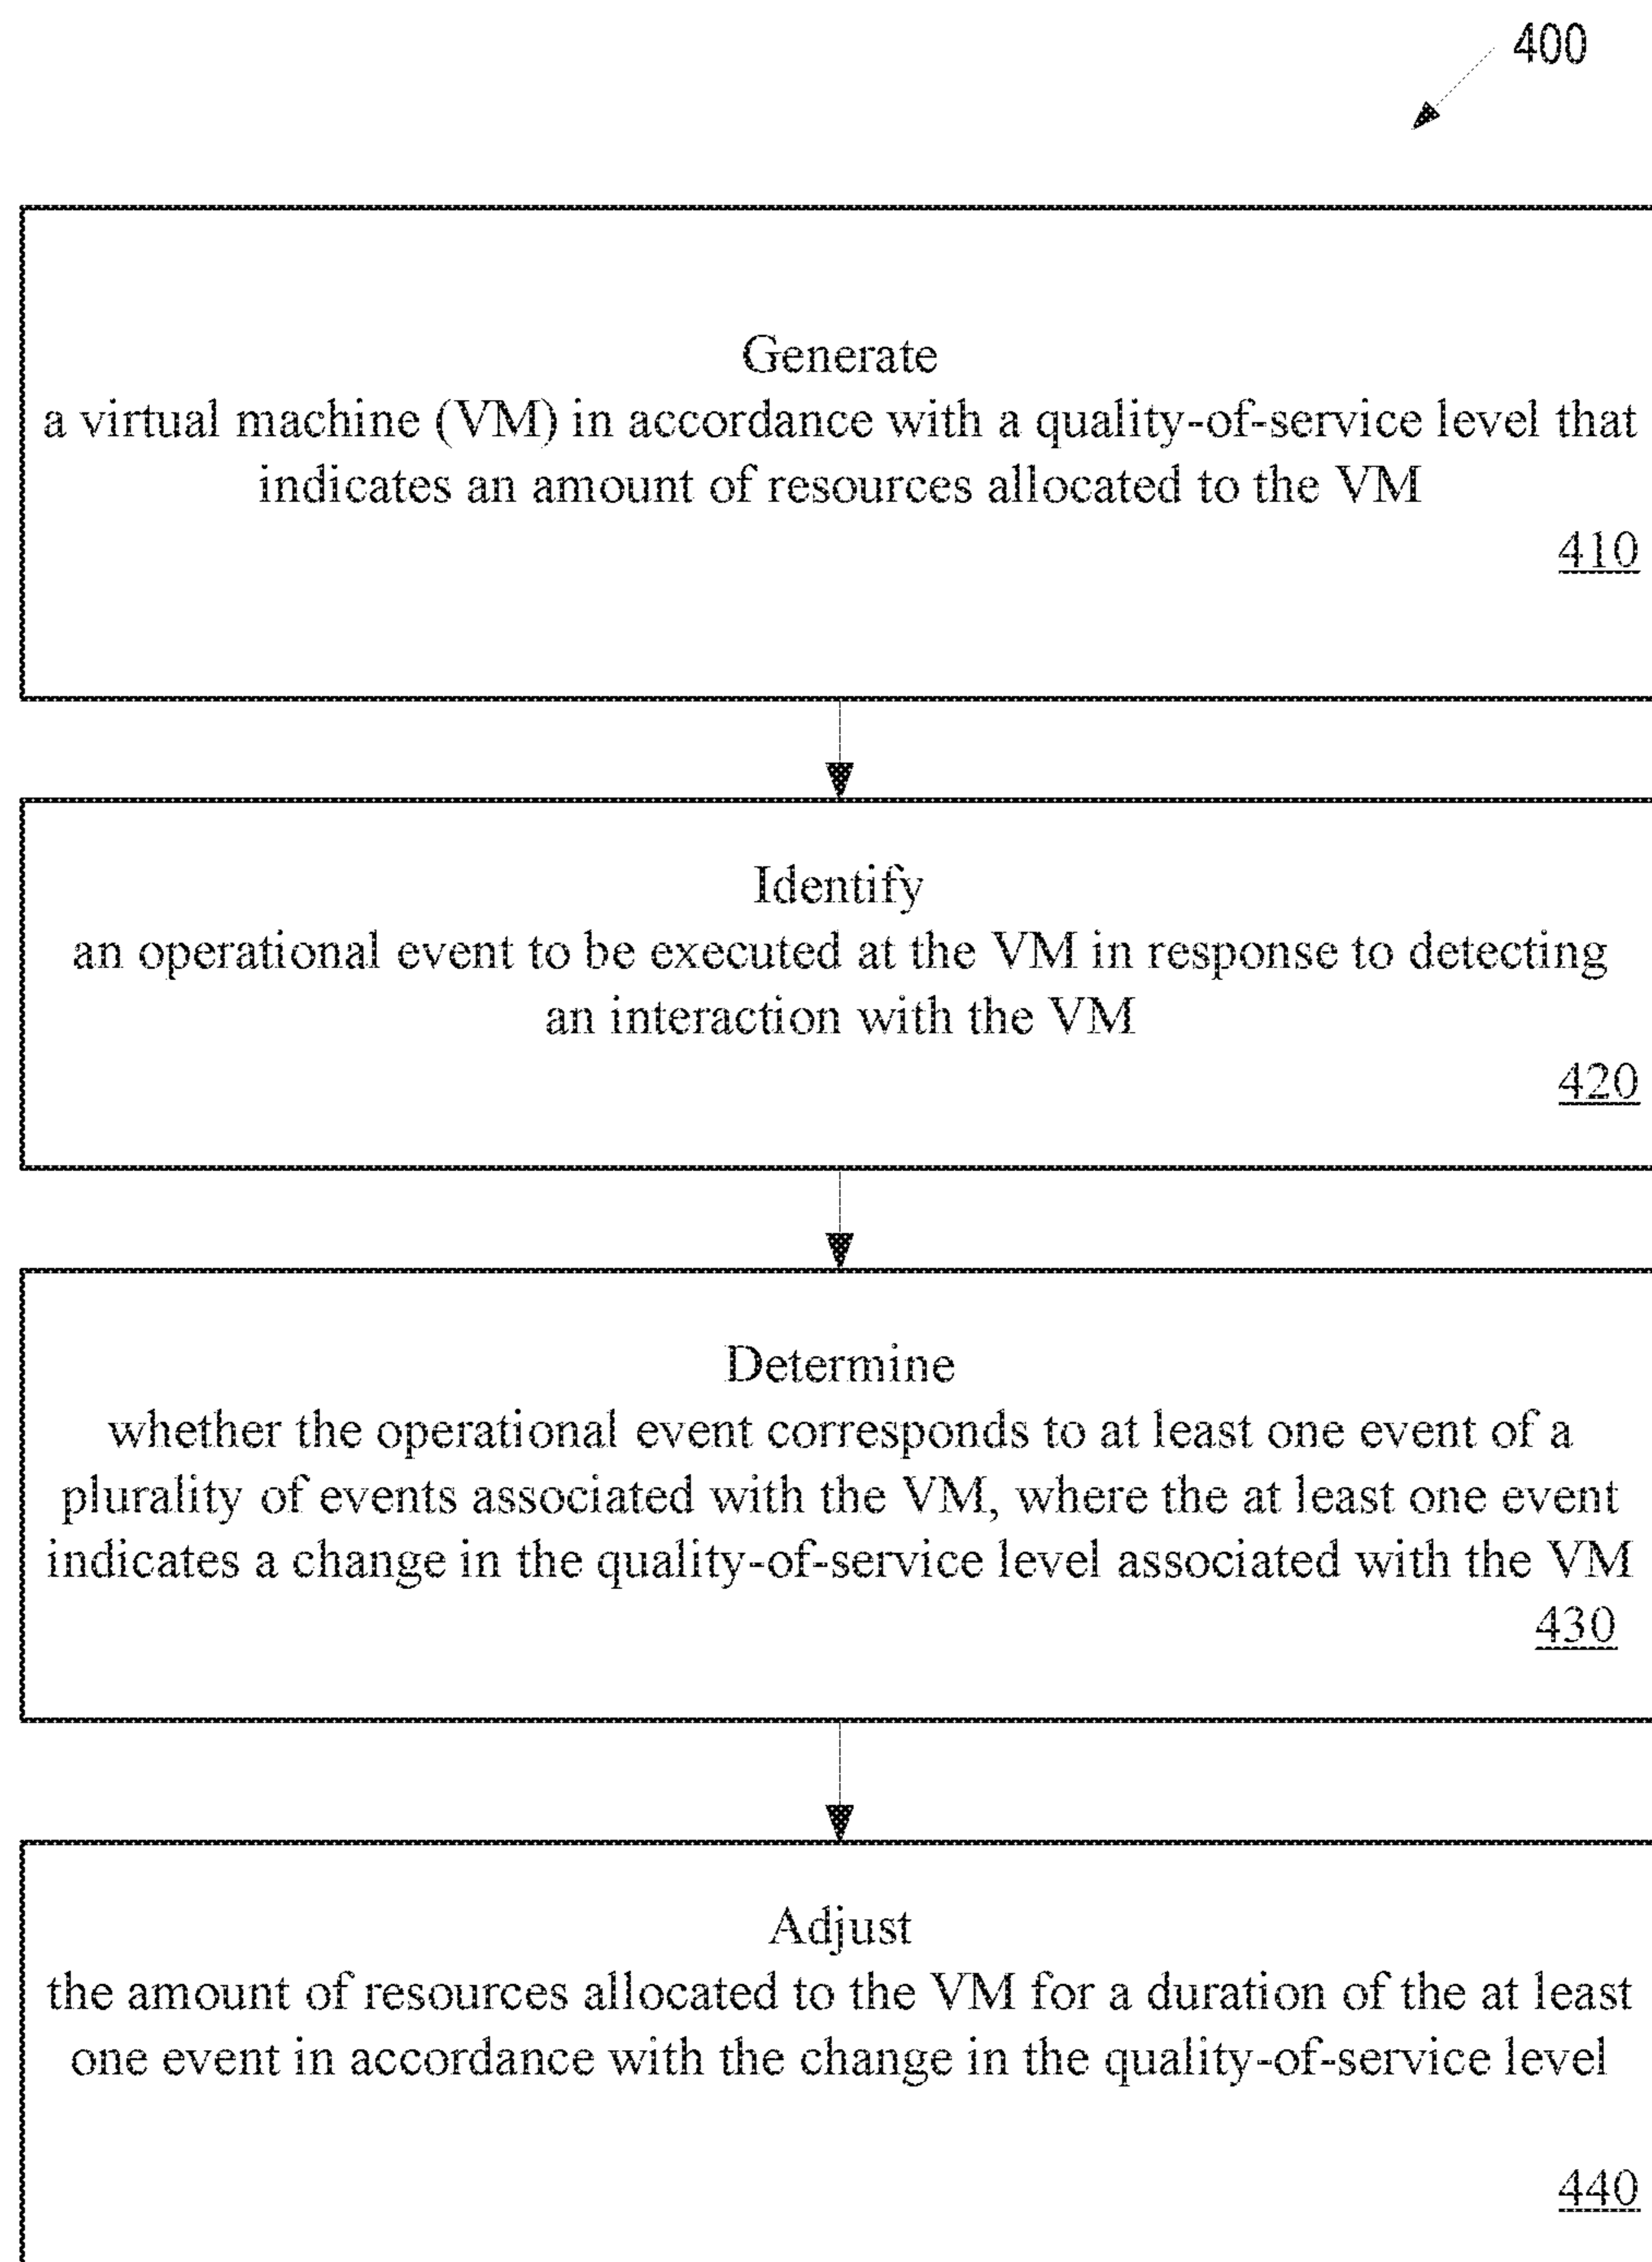 400
Generate
a virtual machine (VM) in accordance with a quality-of-service level that
indicates an amount of resources allocated to the VM
410
Identify
an operational event to be executed at the VM in response to detecting
an interaction with the VM
420
Determine
whether the operational event corresponds to at least one event of a
plurality of events associated with the VM, where the at least one event
indicates a change in the quality-of-service level associated with the VM
430
Adjust
the amount of resources allocated to the VM for a duration of the at least
one event in accordance with the change in the quality-of-service level
440